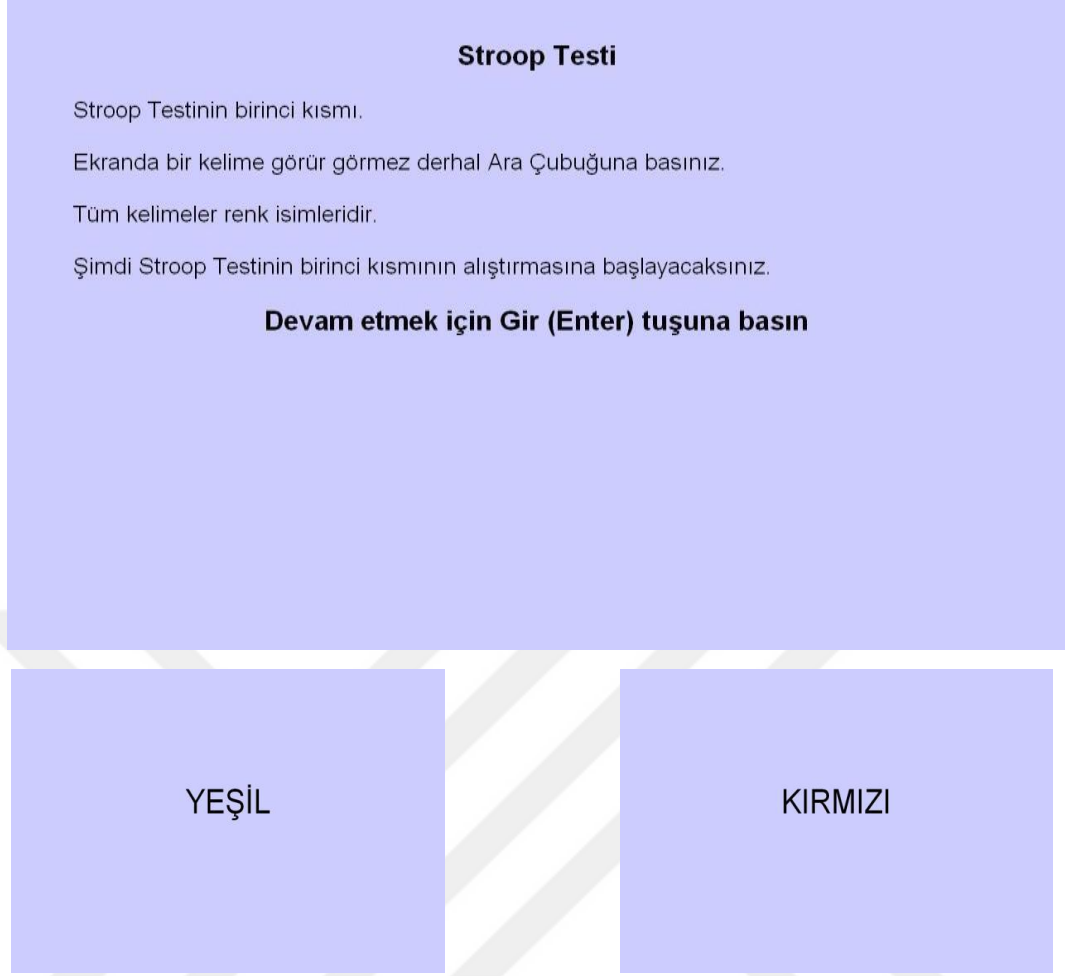 Stroop Testi
Stroop Testinin birinci kısmı.
Ekranda bir kelime görür görmez derhal Ara Çubuğuna basınız.
Tüm kelimeler renk isimleridir.
Şimdi Stroop Testinin birinci kısmının alıştırmasına başlayacaksınız.
Devam etmek için Gir (Enter) tuşuna basın
YEŞİL
KIRMIZI